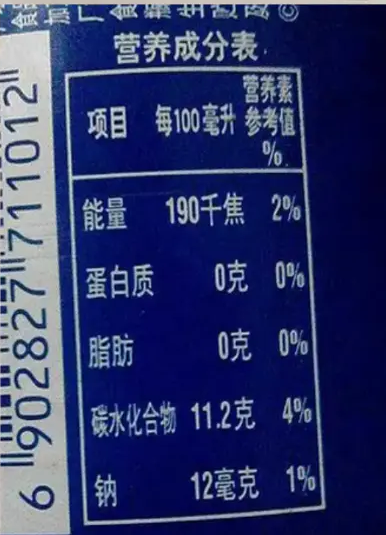 营养成分表
项目 每100毫升 营养素
参考值
%
能量 190千焦 2%
蛋白质 0克 0%
脂肪 0克 0%
碳水化合物 11.2克 4%
钠 12毫克 1%
6 902827 711012